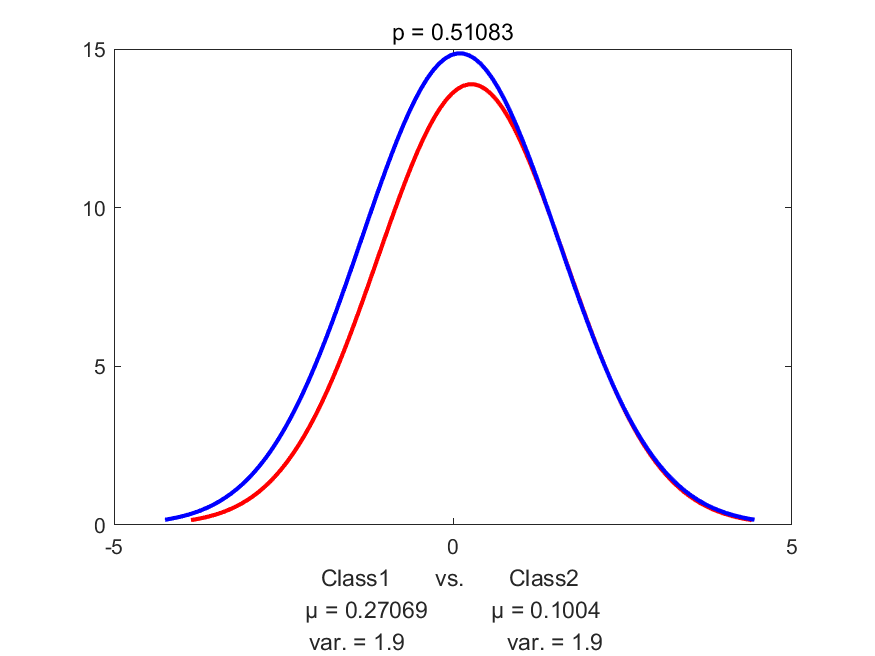 p = 0.51083
15
10
5
0
-5 0 5
Class1 vs. Class2
μ = 0.27069 μ = 0.1004
var. = 1.9 var. = 1.9